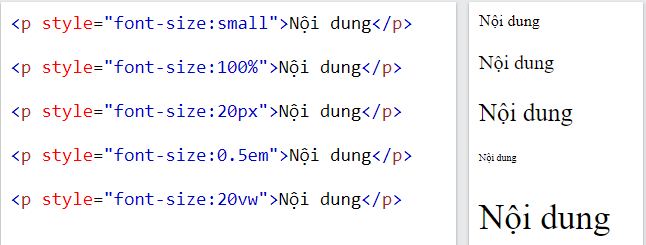 <p style="font-size:small">Nội dung</p>
<p style="font-size:100%">Nội dung</p>
<p style="font-size:20px">Nội dung</p>
<p style="font-size:0.5em">Nội dung</p>
<p style="font-size:20vw">Nội dung</p>
Nội dung
Nội dung
Nội dung
Nội dung
Nội dung